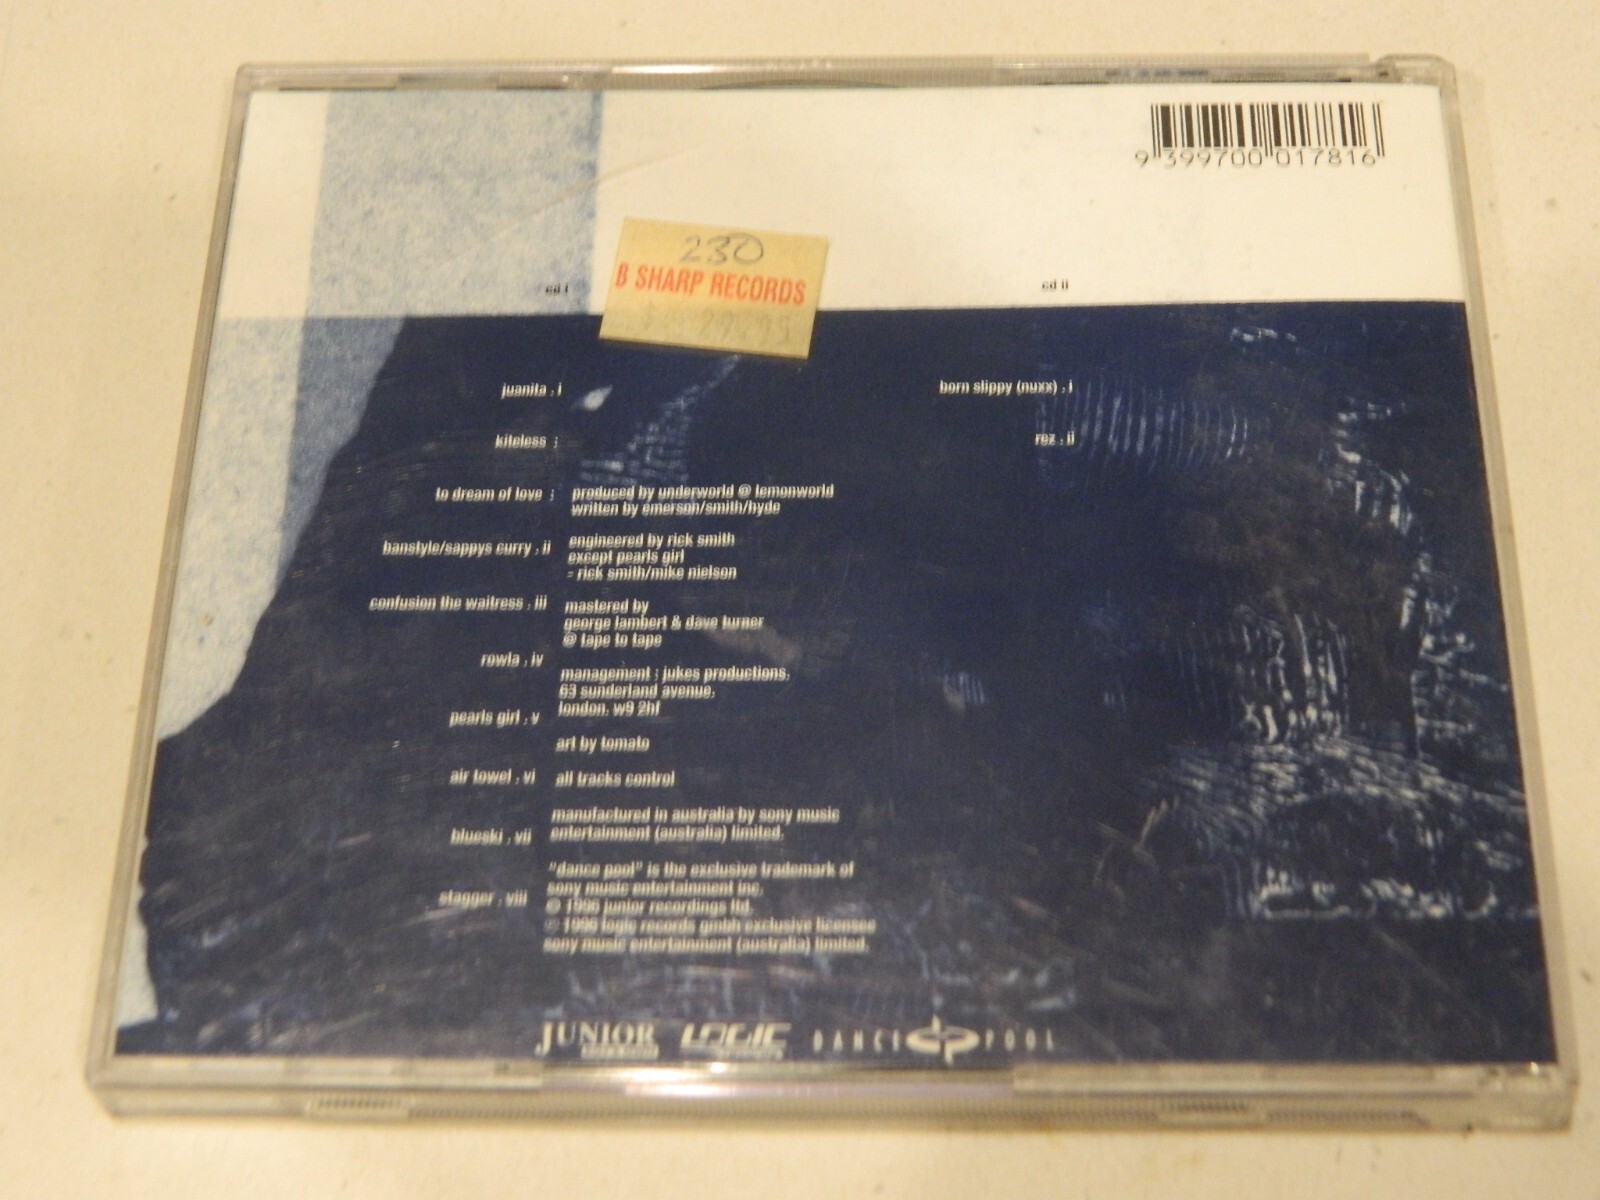 9 399700 017816
230
B SHARP RECORDS
$ 29.95
cd i
cd ii
juanita . i
kiteless :
to dream of love :
banstyle/sappys curry . ii
confusion the waitress . iii
rowla . iv
pearls girl . v
air towel . vi
blueski . vii
stagger . viii
produced by underworld @ lemonworld
written by emerson/smith/hyde
engineered by rick smith
except pearls girl
- rick smith/mike nielson
mastered by
george lambert & dave turner
@ tape to tape
management : jukes productions.
63 sunderland avenue.
london. w9 2hf
art by tomato
all tracks control
manufactured in australia by sony music
entertainment (australia) limited.
"dance pool" is the exclusive trademark of
sony music entertainment inc.
© 1996 junior recordings ltd.
℗ 1996 logic records gmbh exclusive licensee
sony music entertainment (australia) limited.
born slippy (nuxx) . i
rez . ii
JUNIOR
LOGIC
DANCE dp POOL